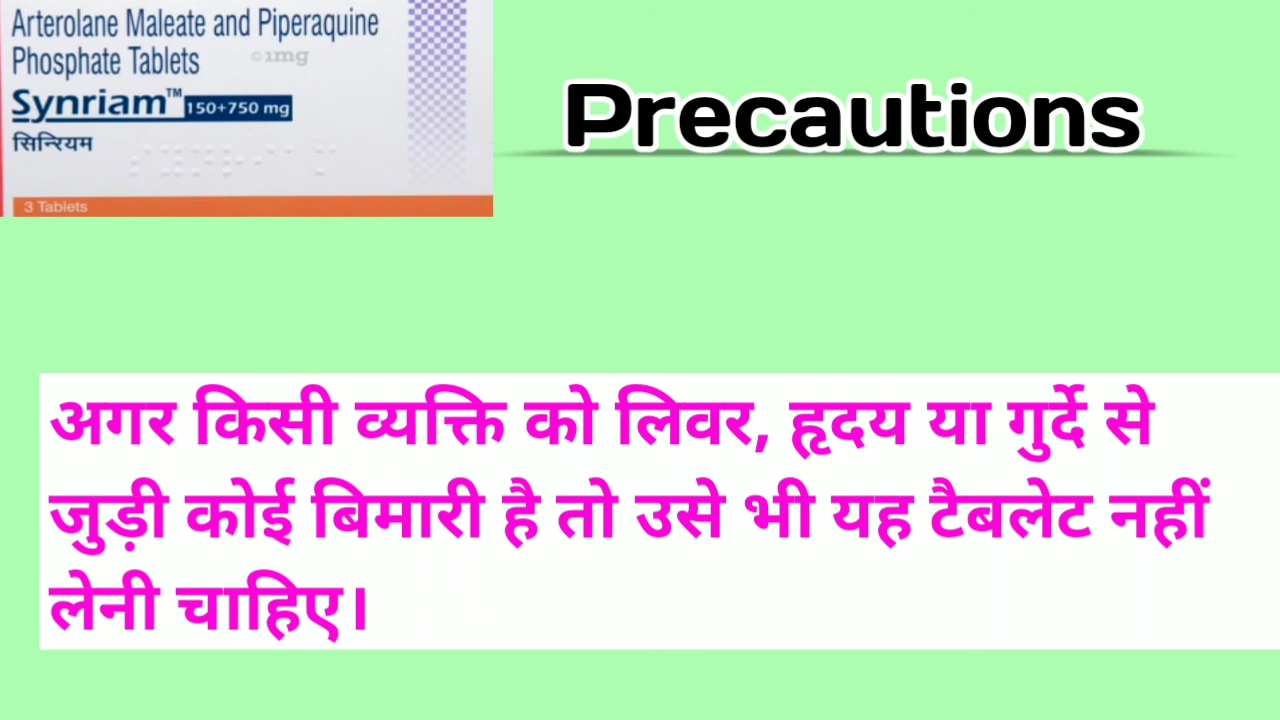 Arterolane Maleate and Piperaquine
Phosphate Tablets
©1mg
Synriam™ 150+750 mg
सिन्रियम
3 Tablets
Precautions
अगर किसी व्यक्ति को लिवर, हृदय या गुर्दे से
जुड़ी कोई बिमारी है तो उसे भी यह टैबलेट नहीं
लेनी चाहिए।